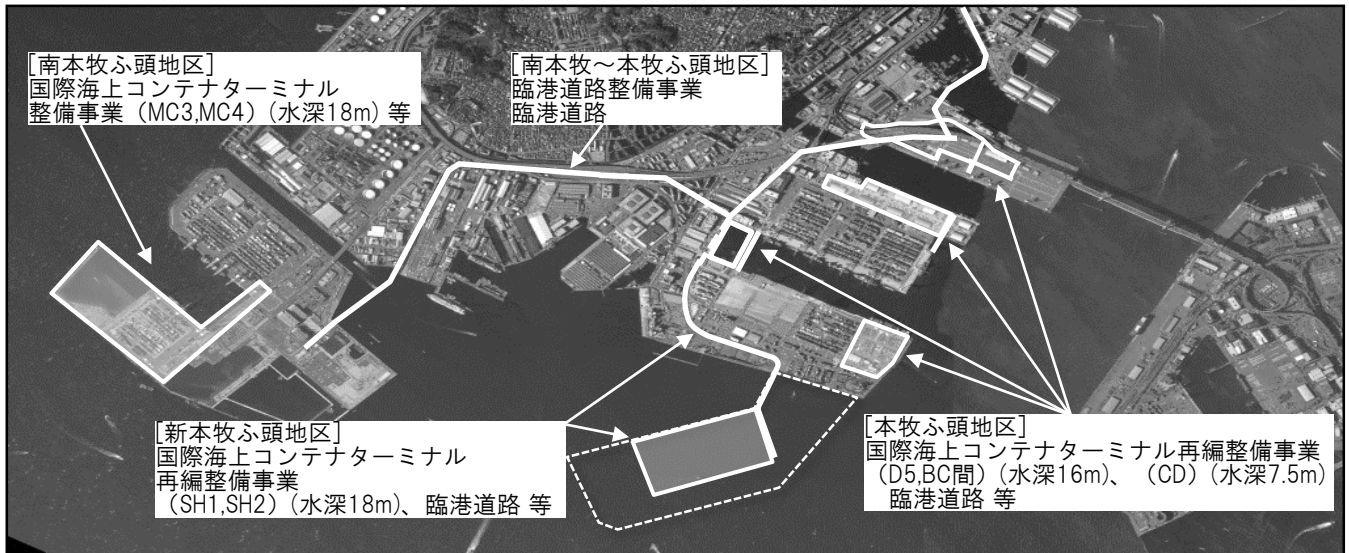 [南本牧ふ頭地区]
国際海上コンテナターミナル
整備事業（MC3,MC4）（水深18m）等
[南本牧～本牧ふ頭地区]
臨港道路整備事業
臨港道路
[新本牧ふ頭地区]
国際海上コンテナターミナル
再編整備事業
（SH1,SH2）（水深18m）、臨港道路 等
[本牧ふ頭地区]
国際海上コンテナターミナル再編整備事業
（D5,BC間）（水深16m）、（CD）（水深7.5m）
臨港道路 等